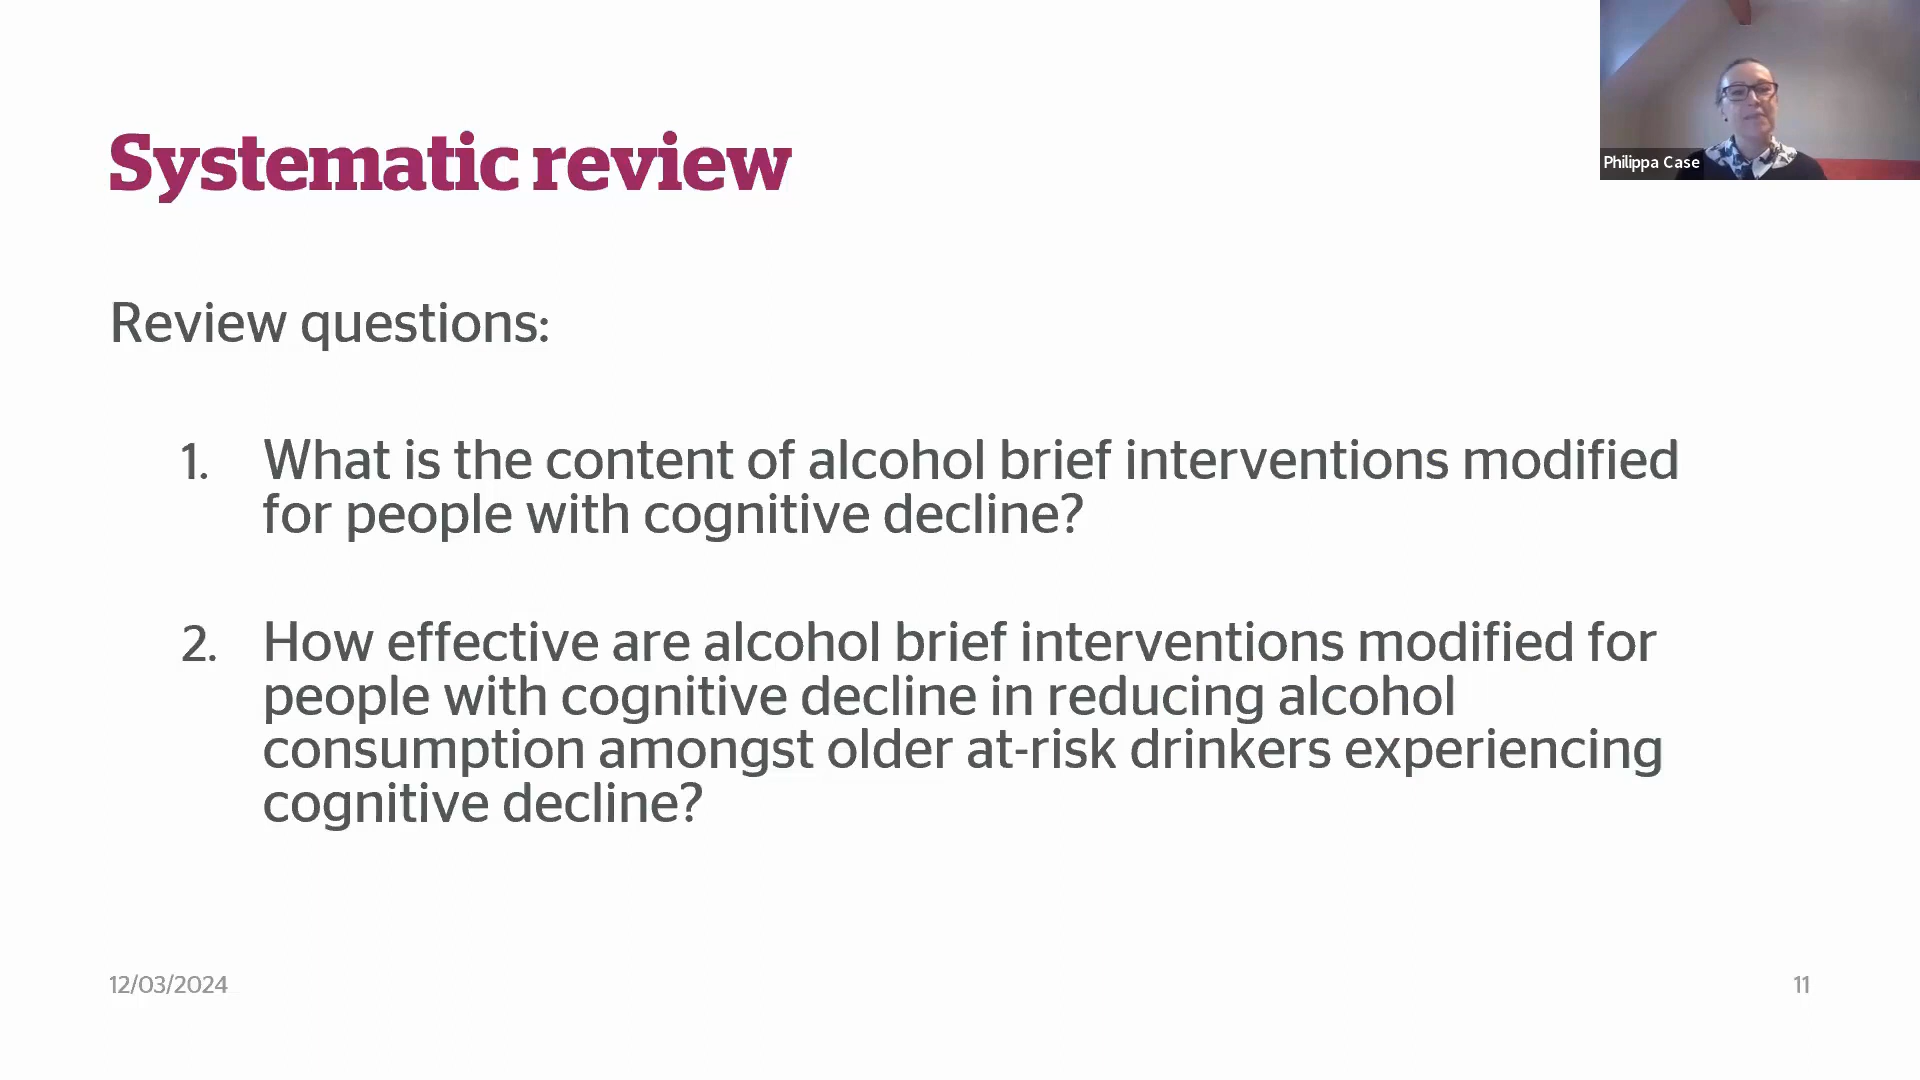 Philippa Case
Systematic review
Review questions:
1. What is the content of alcohol brief interventions modified
for people with cognitive decline?
2. How effective are alcohol brief interventions modified for
people with cognitive decline in reducing alcohol
consumption amongst older at-risk drinkers experiencing
cognitive decline?
12/03/2024
11